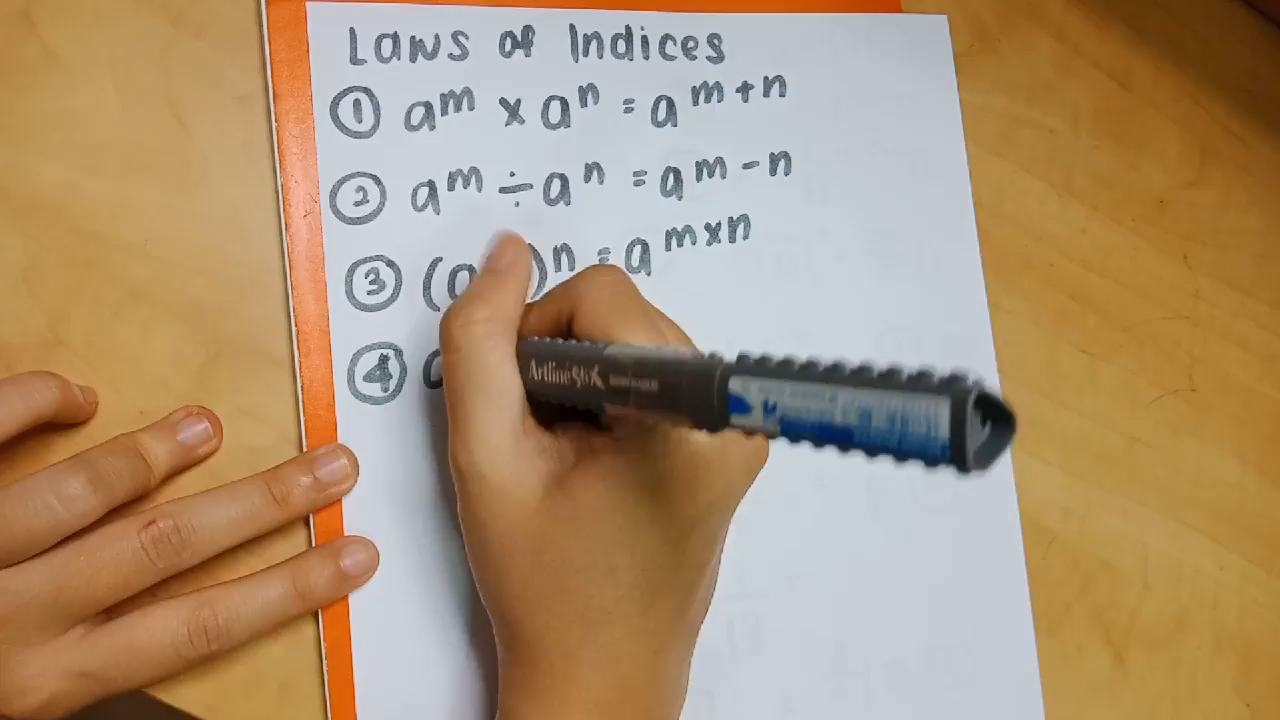 Laws of Indices
① aᵐ × aⁿ = aᵐ⁺ⁿ
② aᵐ ÷ aⁿ = aᵐ⁻ⁿ
③ (a )ⁿ = aᵐˣⁿ
④ a
Artline Stix